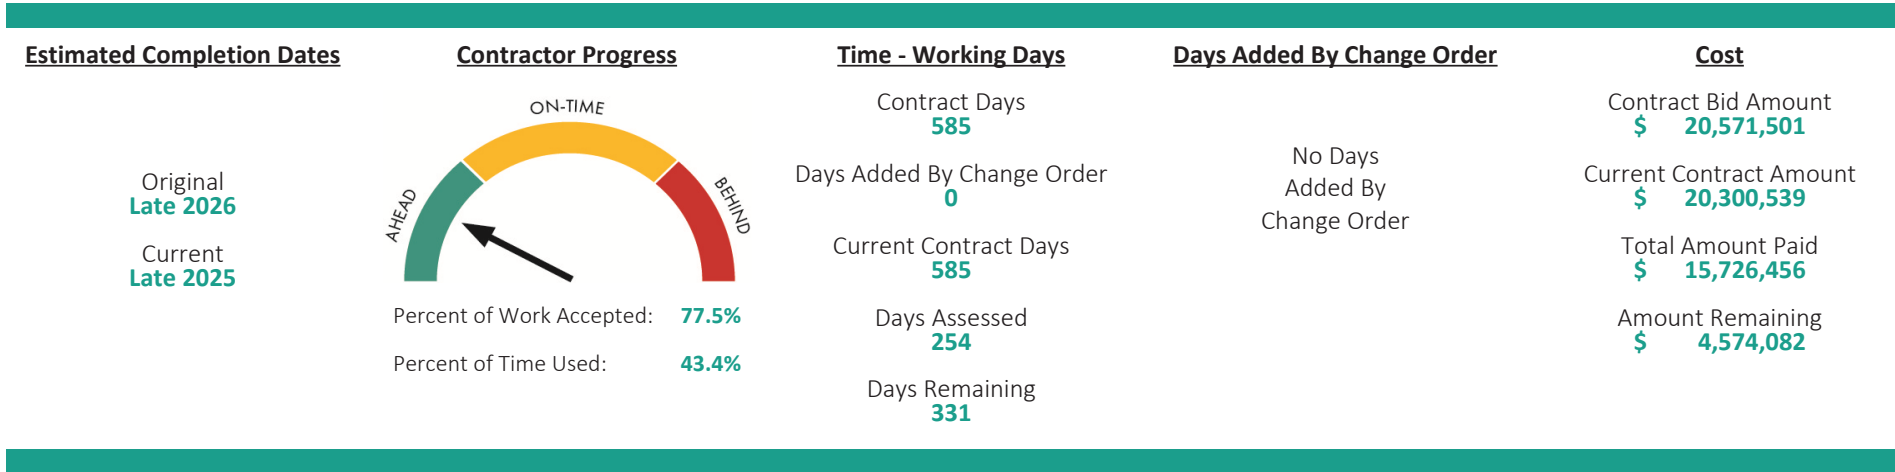 Estimated Completion Dates
Original
Late 2026
Current
Late 2025
Contractor Progress
ON-TIME
AHEAD
BEHIND
Percent of Work Accepted: 77.5%
Percent of Time Used: 43.4%
Time - Working Days
Contract Days
585
Days Added By Change Order
0
Current Contract Days
585
Days Assessed
254
Days Remaining
331
Days Added By Change Order
No Days
Added By
Change Order
Cost
Contract Bid Amount
$ 20,571,501
Current Contract Amount
$ 20,300,539
Total Amount Paid
$ 15,726,456
Amount Remaining
$ 4,574,082